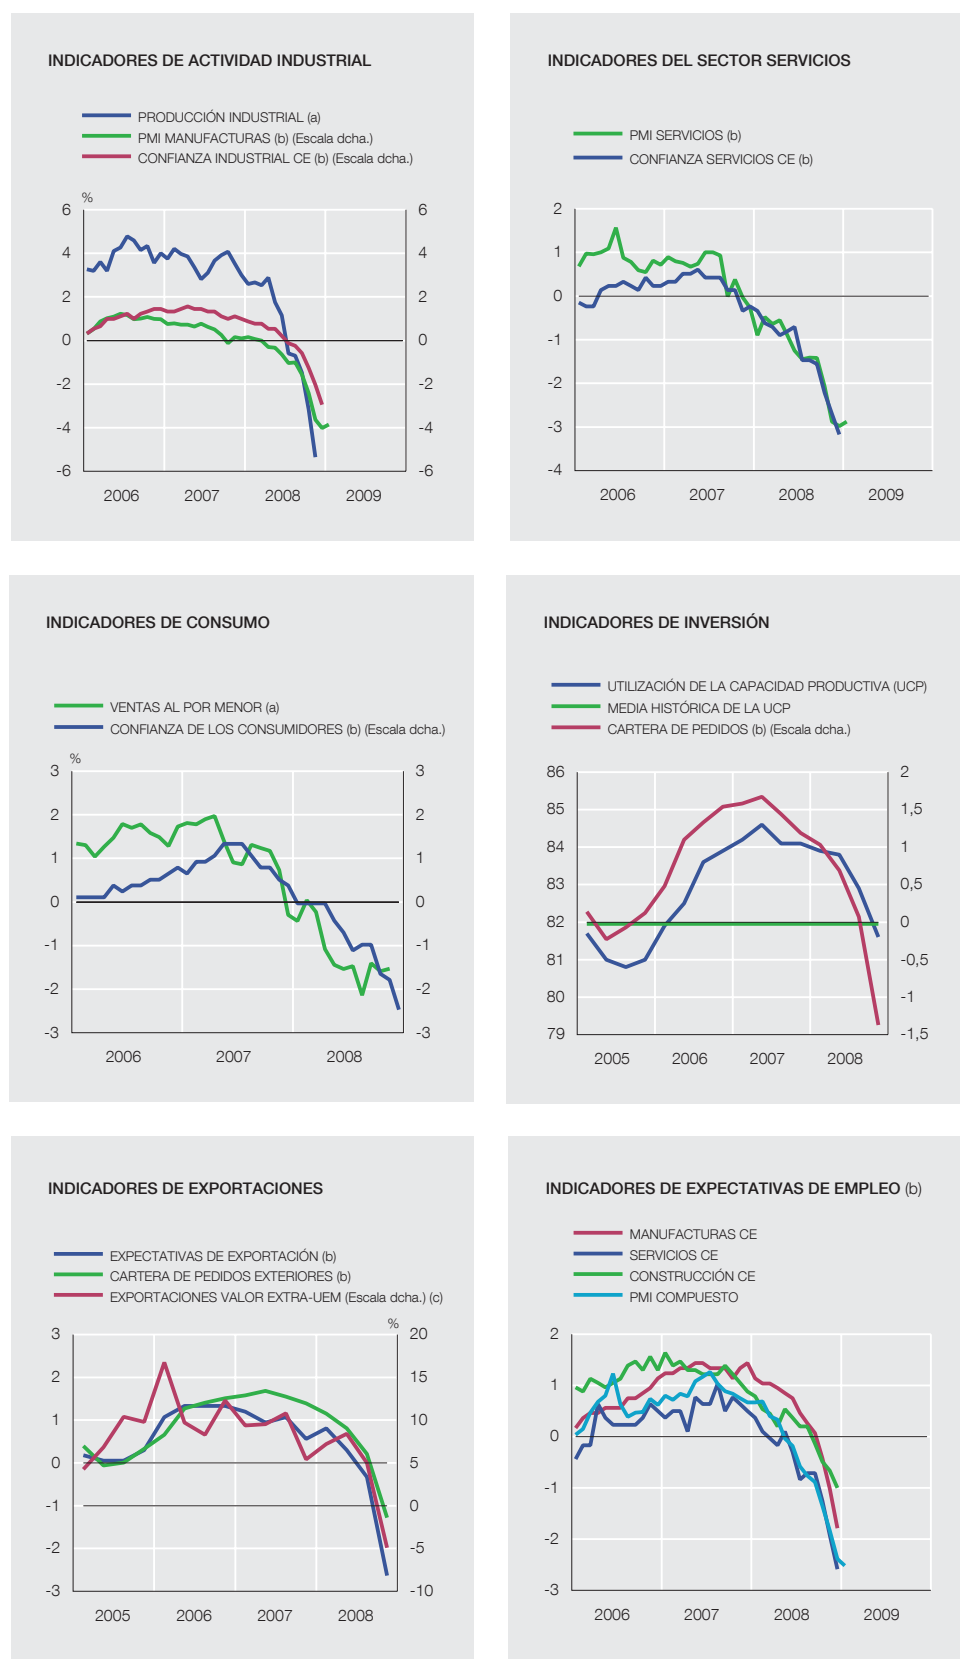 INDICADORES DE ACTIVIDAD INDUSTRIAL
PRODUCCIÓN INDUSTRIAL (a)
PMI MANUFACTURAS (b) (Escala dcha.)
CONFIANZA INDUSTRIAL CE (b) (Escala dcha.)
%
6 6
4 4
2 2
0 0
-2 -2
-4 -4
-6 -6
2006 2007 2008 2009
INDICADORES DEL SECTOR SERVICIOS
PMI SERVICIOS (b)
CONFIANZA SERVICIOS CE (b)
2
1
0
-1
-2
-3
-4
2006 2007 2008 2009
INDICADORES DE CONSUMO
VENTAS AL POR MENOR (a)
CONFIANZA DE LOS CONSUMIDORES (b) (Escala dcha.)
%
3 3
2 2
1 1
0 0
-1 -1
-2 -2
-3 -3
2006 2007 2008
INDICADORES DE INVERSIÓN
UTILIZACIÓN DE LA CAPACIDAD PRODUCTIVA (UCP)
MEDIA HISTÓRICA DE LA UCP
CARTERA DE PEDIDOS (b) (Escala dcha.)
86 2
85 1,5
84 1
83 0,5
82 0
81 -0,5
80 -1
79 -1,5
2005 2006 2007 2008
INDICADORES DE EXPORTACIONES
EXPECTATIVAS DE EXPORTACIÓN (b)
CARTERA DE PEDIDOS EXTERIORES (b)
EXPORTACIONES VALOR EXTRA-UEM (Escala dcha.) (c)
%
3 20
2 15
1 10
0 5
-1 0
-2 -5
-3 -10
2005 2006 2007 2008
INDICADORES DE EXPECTATIVAS DE EMPLEO (b)
MANUFACTURAS CE
SERVICIOS CE
CONSTRUCCIÓN CE
PMI COMPUESTO
2
1
0
-1
-2
-3
2006 2007 2008 2009